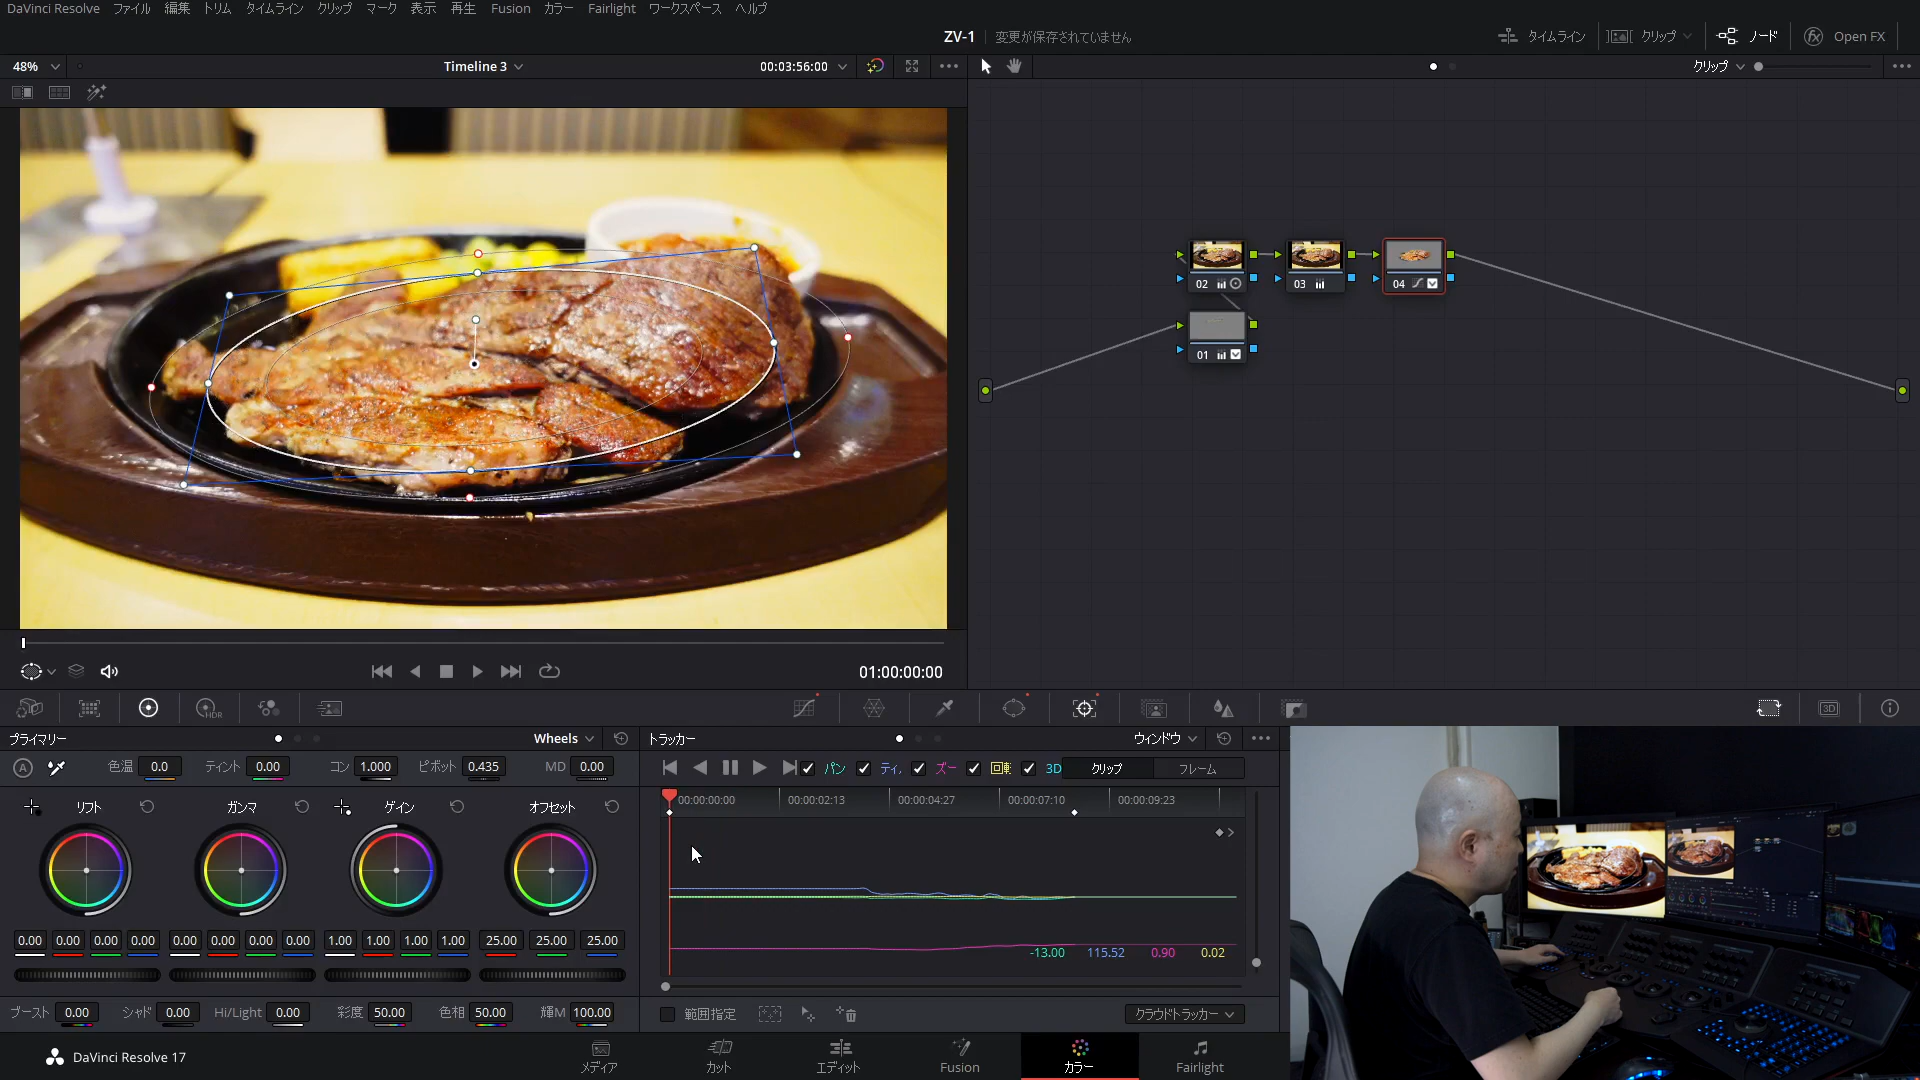 DaVinci Resolve ファイル 編集 トリム タイムライン クリップ マーク 表示 再生 Fusion カラー Fairlight ワークスペース ヘルプ
ZV-1 変更が保存されていません タイムライン クリップ ノード Open FX
48% Timeline 3 00:03:56:00 クリップ
02 03 04
01
01:00:00:00
プライマリー Wheels トラッカー ウィンドウ
色温 0.0 ティント 0.00 コン 1.000 ピボット 0.435 MD 0.00 パン ティ ズー 回転 3D クリップ フレーム
リフト ガンマ ゲイン オフセット
00:00:00:00 00:00:02:13 00:00:04:27 00:00:07:10 00:00:09:23
0.00 0.00 0.00 0.00 0.00 0.00 0.00 0.00 1.00 1.00 1.00 1.00 25.00 25.00 25.00
-13.00 115.52 0.90 0.02
ブースト 0.00 シャド 0.00 Hi/Light 0.00 彩度 50.00 色相 50.00 輝M 100.00 範囲指定 クラウドトラッカー
DaVinci Resolve 17 メディア カット エディット Fusion カラー Fairlight